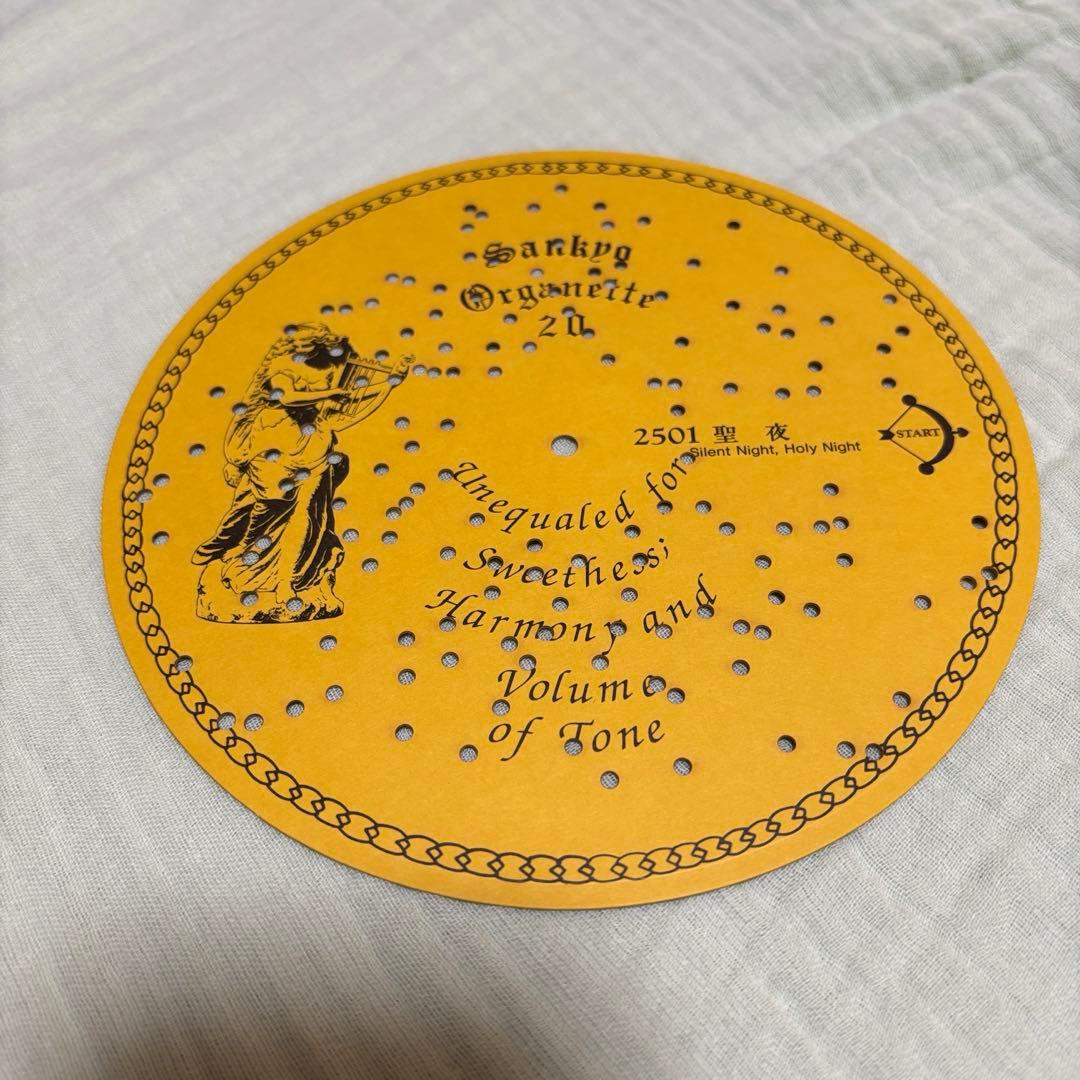 Sankyo
Organette
20
2501 聖 夜
Silent Night, Holy Night
START
Unequaled for
Sweetness;
Harmony and
Volume
of Tone